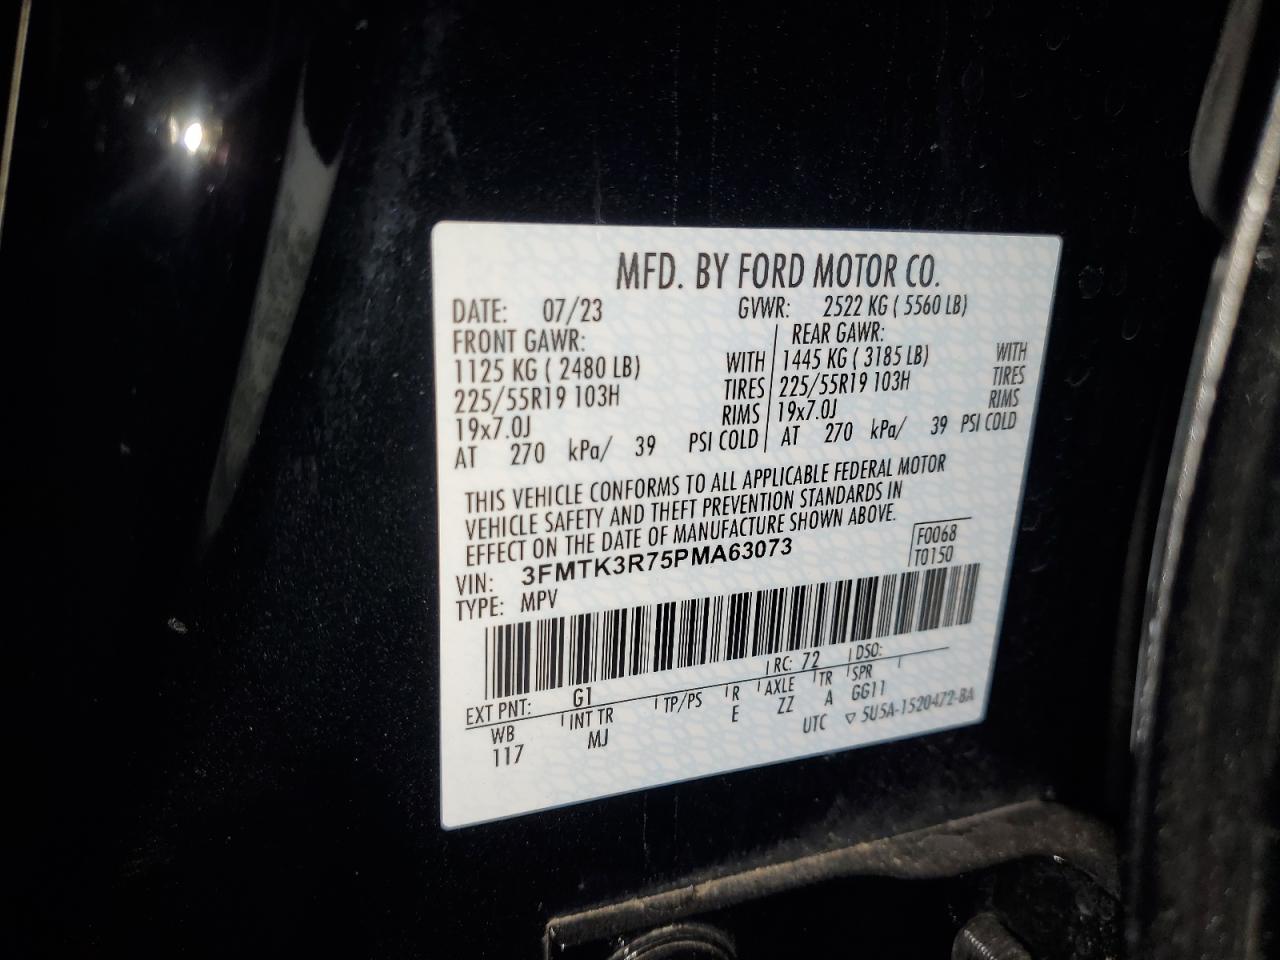 MFD. BY FORD MOTOR CO.
DATE: 07/23 GVWR: 2522 KG ( 5560 LB)
FRONT GAWR: REAR GAWR:
1125 KG ( 2480 LB) WITH 1445 KG ( 3185 LB) WITH
225/55R19 103H TIRES 225/55R19 103H TIRES
19x7.0J RIMS 19x7.0J RIMS
AT 270 kPa/ 39 PSI COLD AT 270 kPa/ 39 PSI COLD
THIS VEHICLE CONFORMS TO ALL APPLICABLE FEDERAL MOTOR
VEHICLE SAFETY AND THEFT PREVENTION STANDARDS IN
EFFECT ON THE DATE OF MANUFACTURE SHOWN ABOVE.
VIN: 3FMTK3R75PMA63073 F0068
TYPE: MPV T0150
EXT PNT: G1 RC: 72 DSO:
WB INT TR TP/PS R AXLE TR SPR
117 MJ E ZZ A GG11
UTC ▽ 5U5A-1520472-BA